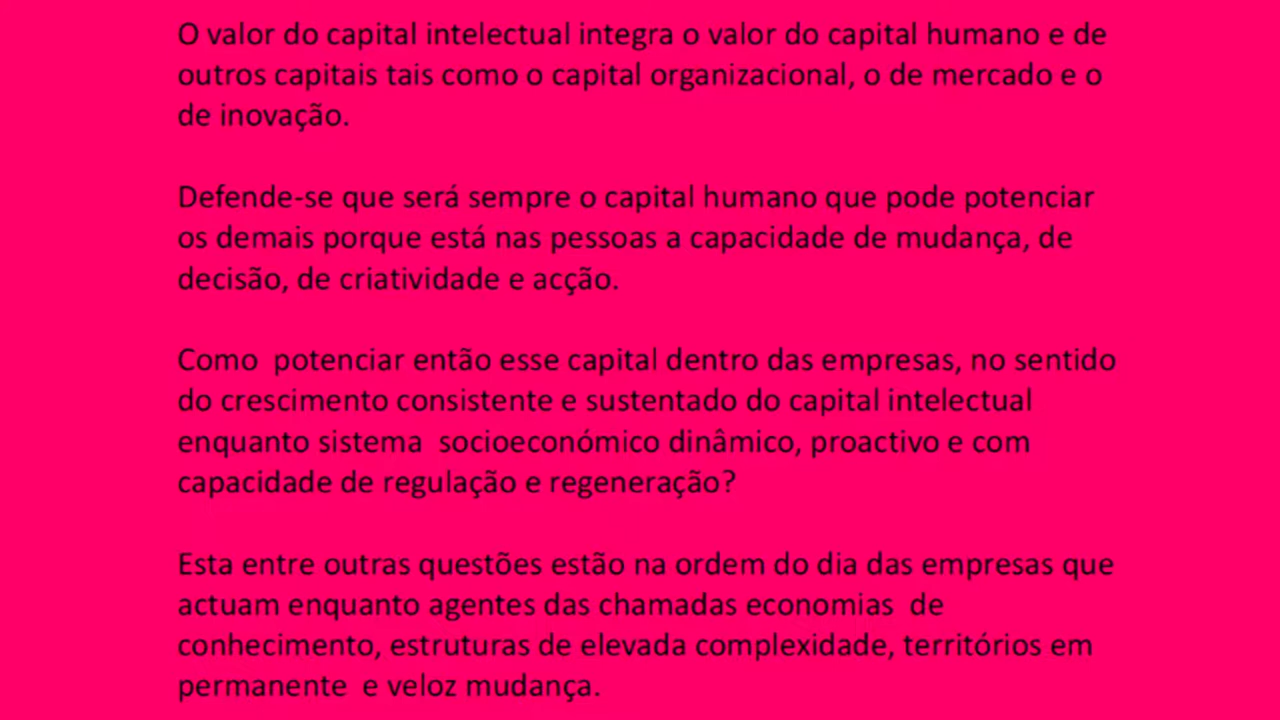 O valor do capital intelectual integra o valor do capital humano e de
outros capitais tais como o capital organizacional, o de mercado e o
de inovação.
Defende-se que será sempre o capital humano que pode potenciar
os demais porque está nas pessoas a capacidade de mudança, de
decisão, de criatividade e acção.
Como  potenciar então esse capital dentro das empresas, no sentido
do crescimento consistente e sustentado do capital intelectual
enquanto sistema  socioeconómico dinâmico, proactivo e com
capacidade de regulação e regeneração?
Esta entre outras questões estão na ordem do dia das empresas que
actuam enquanto agentes das chamadas economias  de
conhecimento, estruturas de elevada complexidade, territórios em
permanente  e veloz mudança.